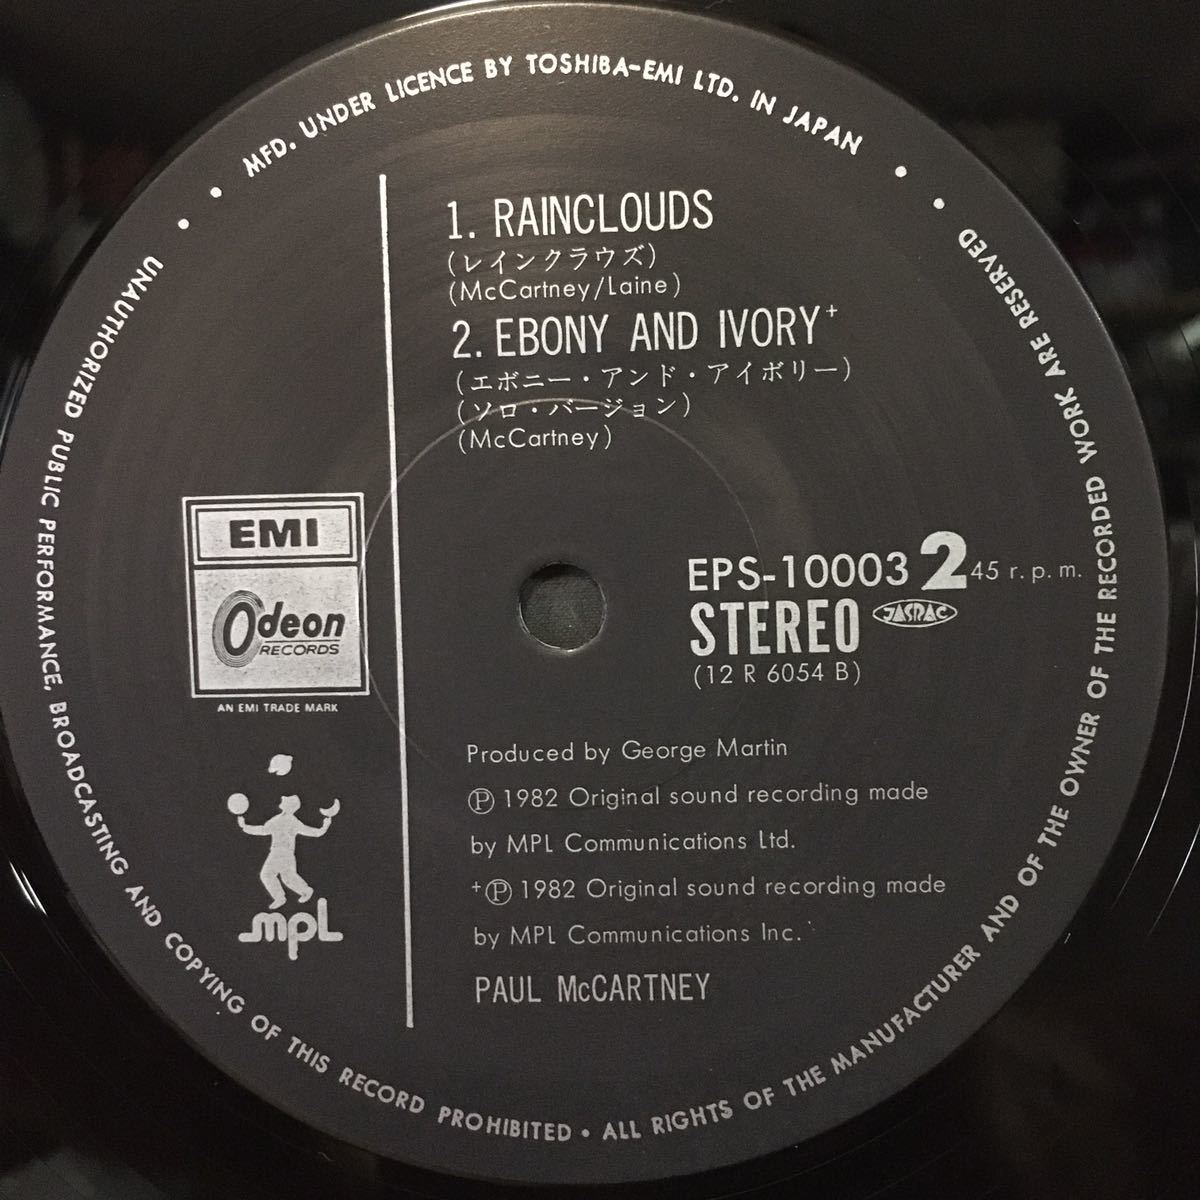 MFD. UNDER LICENCE BY TOSHIBA-EMI LTD. IN JAPAN
1. RAINCLOUDS
(レインクラウズ)
(McCartney/Laine)
2. EBONY AND IVORY+
(エボニー・アンド・アイボリー)
(ソロ・バージョン)
(McCartney)
EMI
Odeon
RECORDS
AN EMI TRADE MARK
EPS-10003 2 45 r.p.m.
STEREO JASRAC
(12 R 6054 B)
mpl
Produced by George Martin
Ⓟ 1982 Original sound recording made
by MPL Communications Ltd.
+Ⓟ 1982 Original sound recording made
by MPL Communications Inc.
PAUL McCARTNEY
UNAUTHORIZED PUBLIC PERFORMANCE, BROADCASTING AND COPYING OF THIS RECORD PROHIBITED • ALL RIGHTS OF THE MANUFACTURER AND OF THE OWNER OF THE RECORDED WORK ARE RESERVED